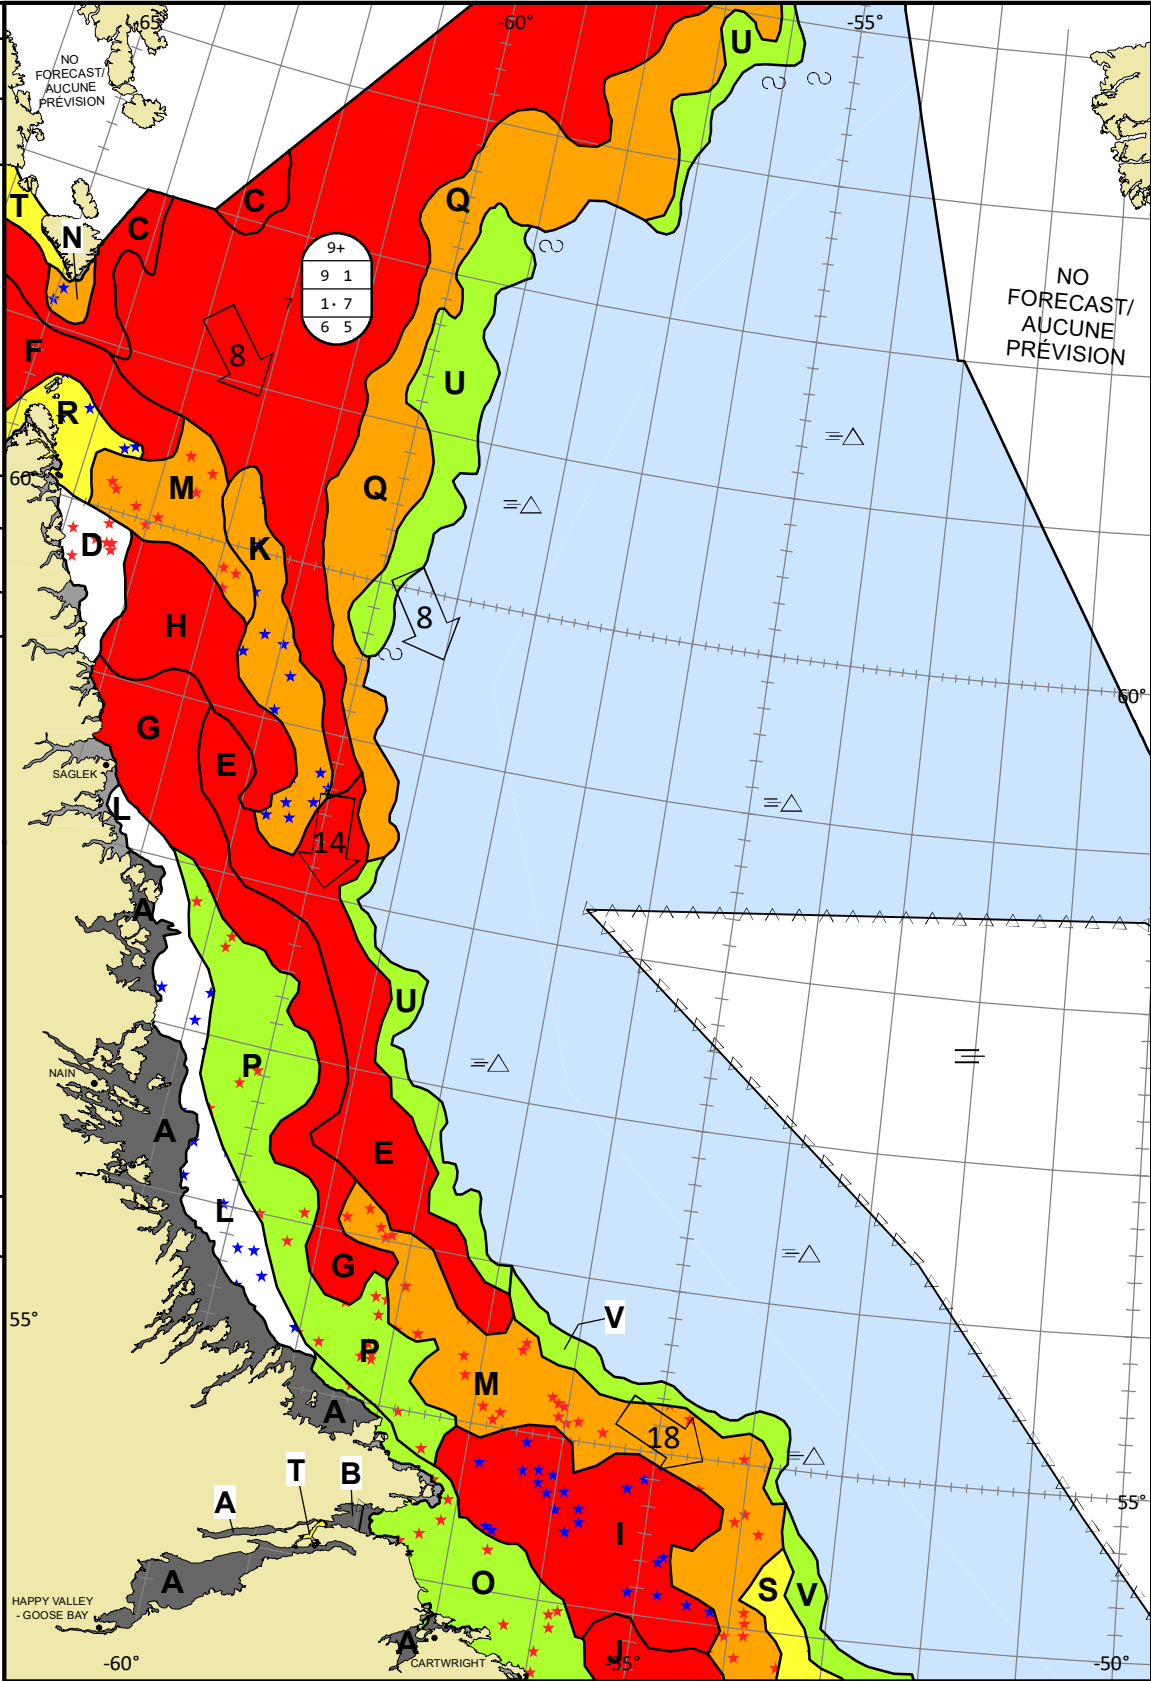 -65°
-60°
-55°
U
NO
FORECAST/
AUCUNE
PRÉVISION
T
N
C
C
Q
9+
9 1
7 1· 7
6 5
NO
FORECAST/
AUCUNE
PRÉVISION
F
8
U
R
60°
M
Q
D
K
H
8
60°
G
E
SAGLEK
L
14
A
U
P
NAIN
A
E
L
G
55°
V
P
M
A
18
T
B
A
55°
I
A
O
S
V
HAPPY VALLEY
- GOOSE BAY
A
CARTWRIGHT
J
-60°
-55°
-50°